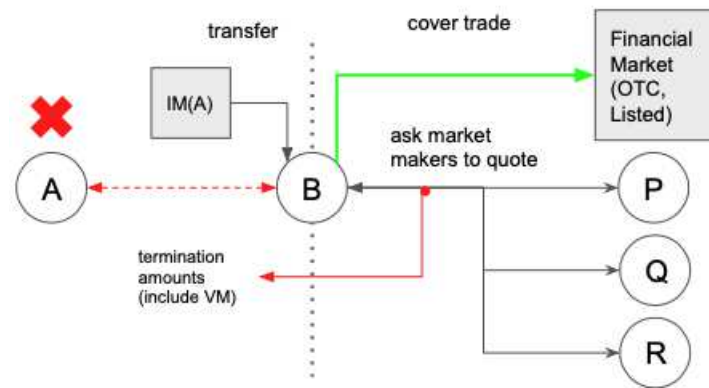 transfer
cover trade
Financial
Market
(OTC,
Listed)
IM(A)
ask market
makers to quote
A
B
P
termination
amounts
(include VM)
Q
R